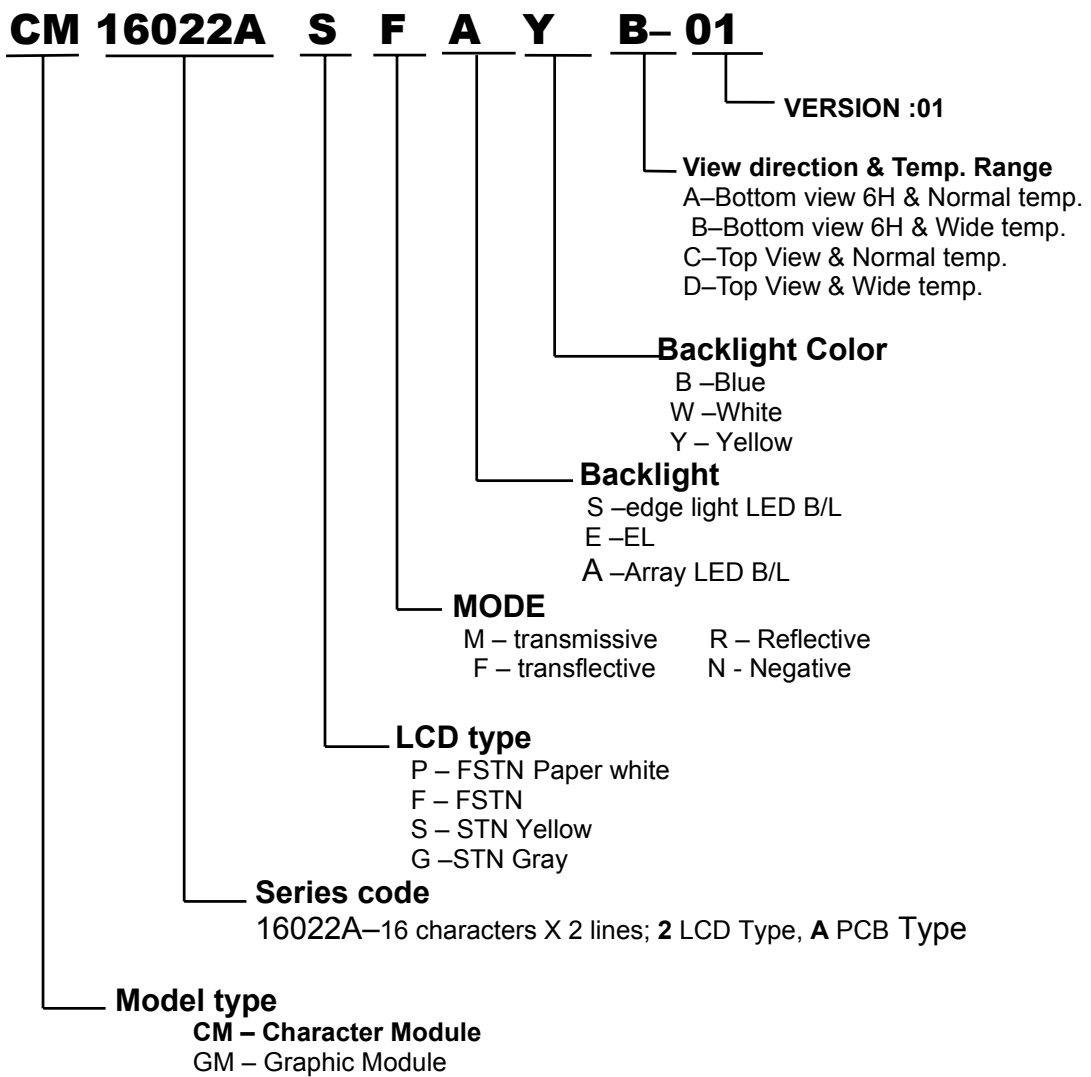 CM 16022A S F A Y B– 01
VERSION :01
View direction & Temp. Range
A–Bottom view 6H & Normal temp.
B–Bottom view 6H & Wide temp.
C–Top View & Normal temp.
D–Top View & Wide temp.
Backlight Color
B –Blue
W –White
Y – Yellow
Backlight
S –edge light LED B/L
E –EL
A –Array LED B/L
MODE
M – transmissive R – Reflective
F – transflective N - Negative
LCD type
P – FSTN Paper white
F – FSTN
S – STN Yellow
G –STN Gray
Series code
16022A–16 characters X 2 lines; 2 LCD Type, A PCB Type
Model type
CM – Character Module
GM – Graphic Module